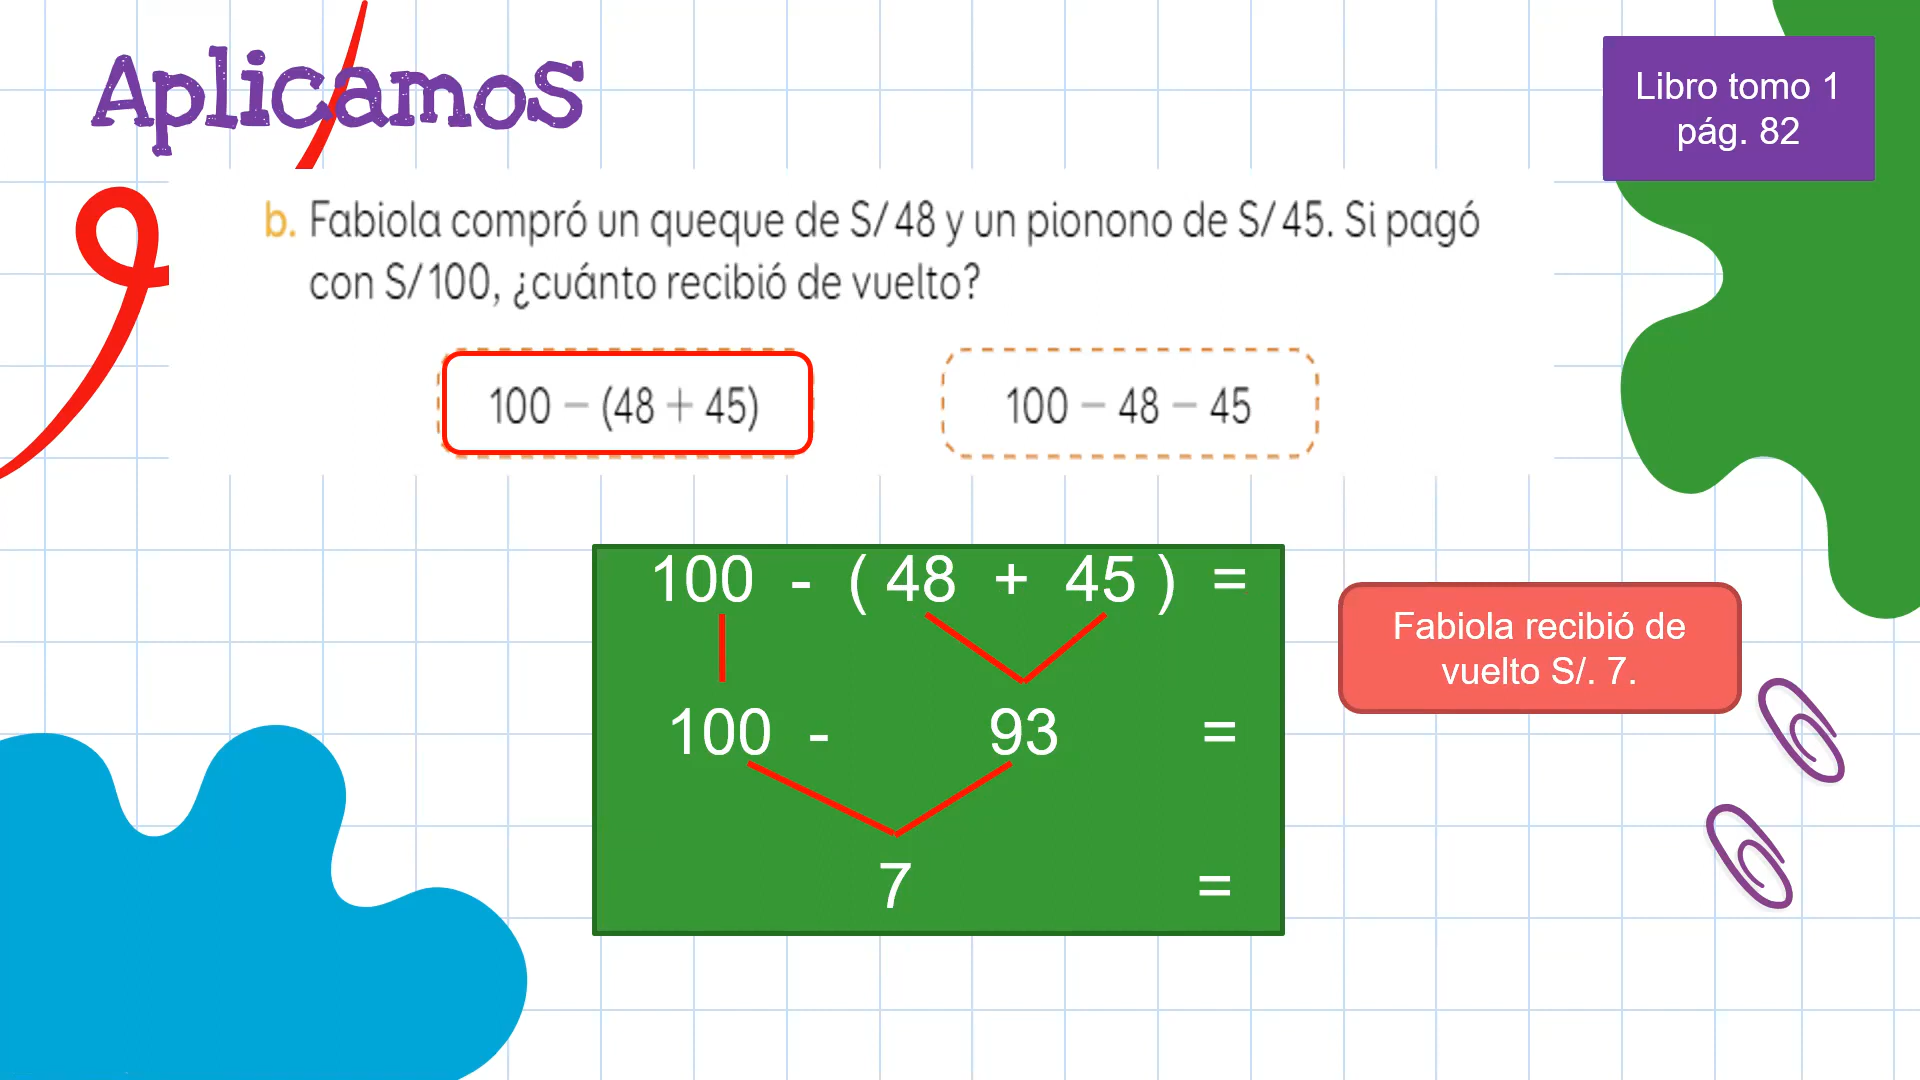 Aplicamos
Libro tomo 1
pág. 82
b. Fabiola compró un queque de S/ 48 y un pionono de S/ 45. Si pagó
con S/ 100, ¿cuánto recibió de vuelto?
100 − (48 + 45)
100 − 48 − 45
100 - ( 48 + 45 ) =
100 - 93 =
7 =
Fabiola recibió de
vuelto S/. 7.